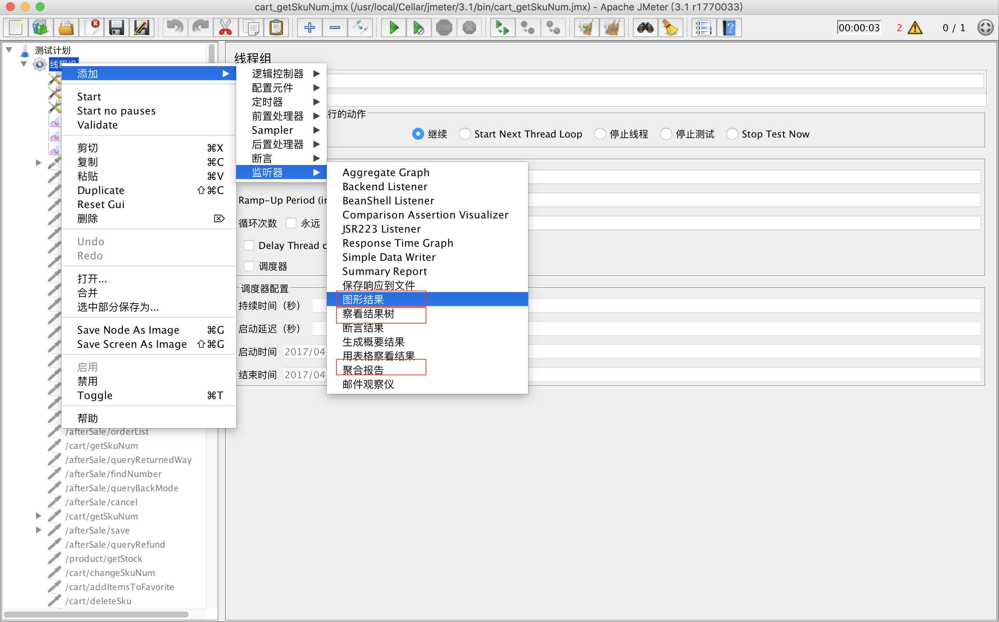 cart_getSkuNum.jmx (/usr/local/Cellar/jmeter/3.1/bin/cart_getSkuNum.jmx) - Apache JMeter (3.1 r1770033)
STOP
00:00:03 2 0 / 1
测试计划
线程组
线程组
添加
Start
Start no pauses
Validate
剪切 ⌘X
复制 ⌘C
粘贴 ⌘V
Duplicate ⇧⌘C
Reset Gui
删除 ⌦
Undo
Redo
打开...
合并
选中部分保存为...
Save Node As Image ⌘G
Save Screen As Image ⇧⌘G
启用
禁用
Toggle ⌘T
帮助
逻辑控制器
配置元件
定时器
前置处理器
Sampler
后置处理器
断言
监听器
Aggregate Graph
Backend Listener
BeanShell Listener
Comparison Assertion Visualizer
JSR223 Listener
Response Time Graph
Simple Data Writer
Summary Report
保存响应到文件
图形结果
察看结果树
断言结果
生成概要结果
用表格察看结果
聚合报告
邮件观察仪
行的动作
继续 Start Next Thread Loop 停止线程 停止测试 Stop Test Now
Ramp-Up Period
循环次数 永远
Delay Thread
调度器
调度器配置
持续时间（秒）
启动延迟（秒）
启动时间 2017/04
结束时间 2017/04
/afterSale/orderList
/cart/getSkuNum
/afterSale/queryReturnedWay
/afterSale/findNumber
/afterSale/queryBackMode
/afterSale/cancel
/cart/getSkuNum
/afterSale/save
/afterSale/queryRefund
/product/getStock
/cart/changeSkuNum
/cart/addItemsToFavorite
/cart/deleteSku